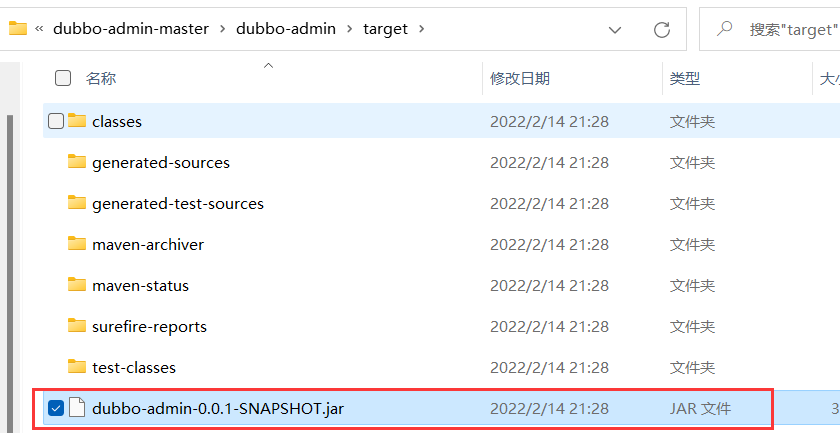 « dubbo-admin-master > dubbo-admin > target > 搜索"target"
名称 修改日期 类型
classes 2022/2/14 21:28 文件夹
generated-sources 2022/2/14 21:28 文件夹
generated-test-sources 2022/2/14 21:28 文件夹
maven-archiver 2022/2/14 21:28 文件夹
maven-status 2022/2/14 21:28 文件夹
surefire-reports 2022/2/14 21:28 文件夹
test-classes 2022/2/14 21:28 文件夹
dubbo-admin-0.0.1-SNAPSHOT.jar 2022/2/14 21:28 JAR 文件